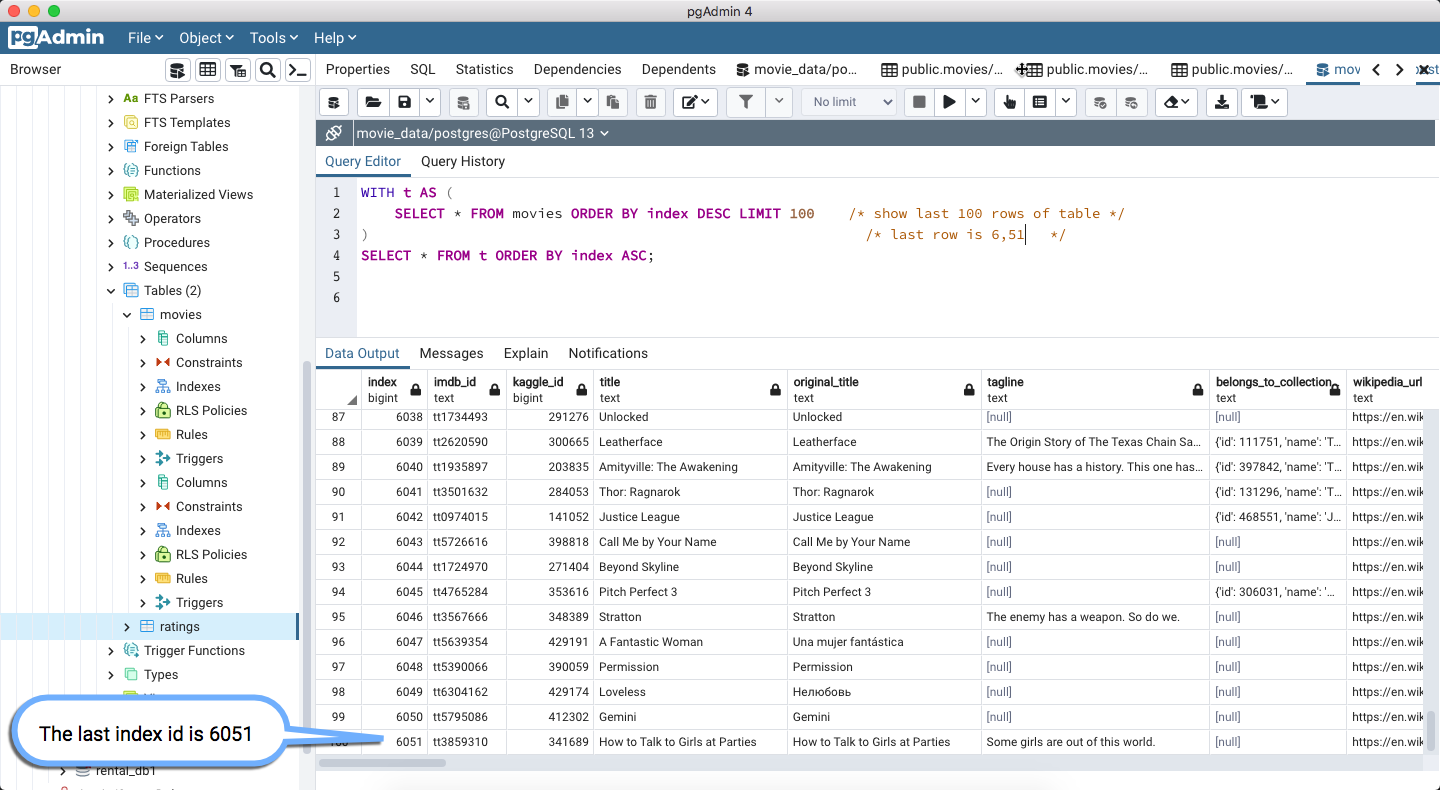 pgAdmin 4
pgAdmin File Object Tools Help
Browser
Properties SQL Statistics Dependencies Dependents movie_data/po... public.movies/... public.movies/... public.movies/... mov
No limit
movie_data/postgres@PostgreSQL 13
Query Editor Query History
1 WITH t AS (
2 SELECT * FROM movies ORDER BY index DESC LIMIT 100 /* show last 100 rows of table */
3 ) /* last row is 6,51 */
4 SELECT * FROM t ORDER BY index ASC;
5
6
FTS Parsers
FTS Templates
Foreign Tables
Functions
Materialized Views
Operators
Procedures
1..3 Sequences
Tables (2)
movies
Columns
Constraints
Indexes
RLS Policies
Rules
Triggers
Columns
Constraints
Indexes
RLS Policies
Rules
Triggers
ratings
Trigger Functions
Types
rental_db1
The last index id is 6051
Data Output Messages Explain Notifications
index imdb_id kaggle_id title original_title tagline belongs_to_collection wikipedia_url
bigint text bigint text text text text text
87 6038 tt1734493 291276 Unlocked Unlocked [null] [null] https://en.wik
88 6039 tt2620590 300665 Leatherface Leatherface The Origin Story of The Texas Chain Sa... {'id': 111751, 'name': 'T... https://en.wik
89 6040 tt1935897 203835 Amityville: The Awakening Amityville: The Awakening Every house has a history. This one has... {'id': 397842, 'name': 'T... https://en.wik
90 6041 tt3501632 284053 Thor: Ragnarok Thor: Ragnarok [null] {'id': 131296, 'name': 'T... https://en.wik
91 6042 tt0974015 141052 Justice League Justice League [null] {'id': 468551, 'name': 'J... https://en.wik
92 6043 tt5726616 398818 Call Me by Your Name Call Me by Your Name [null] [null] https://en.wik
93 6044 tt1724970 271404 Beyond Skyline Beyond Skyline [null] [null] https://en.wik
94 6045 tt4765284 353616 Pitch Perfect 3 Pitch Perfect 3 [null] {'id': 306031, 'name': '... https://en.wik
95 6046 tt3567666 348389 Stratton Stratton The enemy has a weapon. So do we. [null] https://en.wik
96 6047 tt5639354 429191 A Fantastic Woman Una mujer fantástica [null] [null] https://en.wik
97 6048 tt5390066 390059 Permission Permission [null] [null] https://en.wik
98 6049 tt6304162 429174 Loveless Нелюбовь [null] [null] https://en.wik
99 6050 tt5795086 412302 Gemini Gemini [null] [null] https://en.wik
6051 tt3859310 341689 How to Talk to Girls at Parties How to Talk to Girls at Parties Some girls are out of this world. [null] https://en.wik